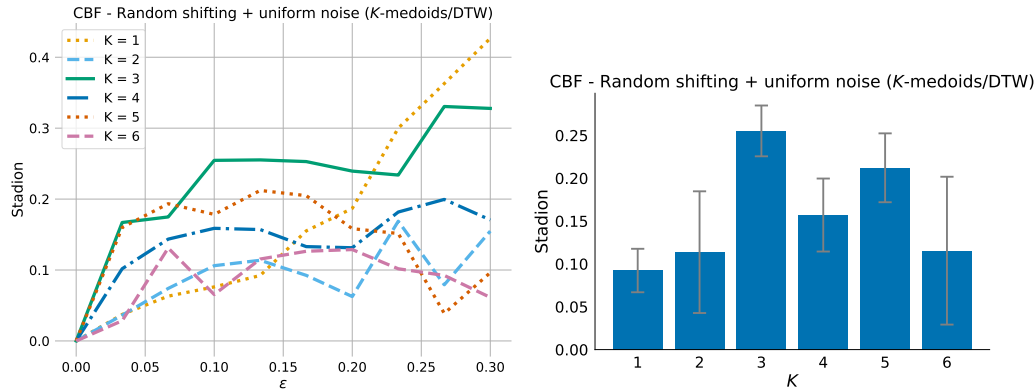 CBF - Random shifting + uniform noise (K-medoids/DTW)
K = 1
K = 2
K = 3
K = 4
K = 5
K = 6
Stadion
0.4
0.3
0.2
0.1
0.0
0.00 0.05 0.10 0.15 0.20 0.25 0.30
ε
CBF - Random shifting + uniform noise (K-medoids/DTW)
Stadion
0.25
0.20
0.15
0.10
0.05
0.00
1 2 3 4 5 6
K